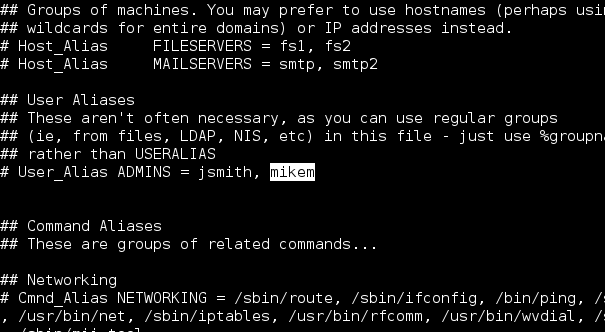 ## Groups of machines. You may prefer to use hostnames (perhaps usi
## wildcards for entire domains) or IP addresses instead.
# Host_Alias     FILESERVERS = fs1, fs2
# Host_Alias     MAILSERVERS = smtp, smtp2
## User Aliases
## These aren't often necessary, as you can use regular groups
## (ie, from files, LDAP, NIS, etc) in this file - just use %groupna
## rather than USERALIAS
# User_Alias ADMINS = jsmith, mikem
## Command Aliases
## These are groups of related commands...
## Networking
# Cmnd_Alias NETWORKING = /sbin/route, /sbin/ifconfig, /bin/ping, /s
, /usr/bin/net, /sbin/iptables, /usr/bin/rfcomm, /usr/bin/wvdial, /s